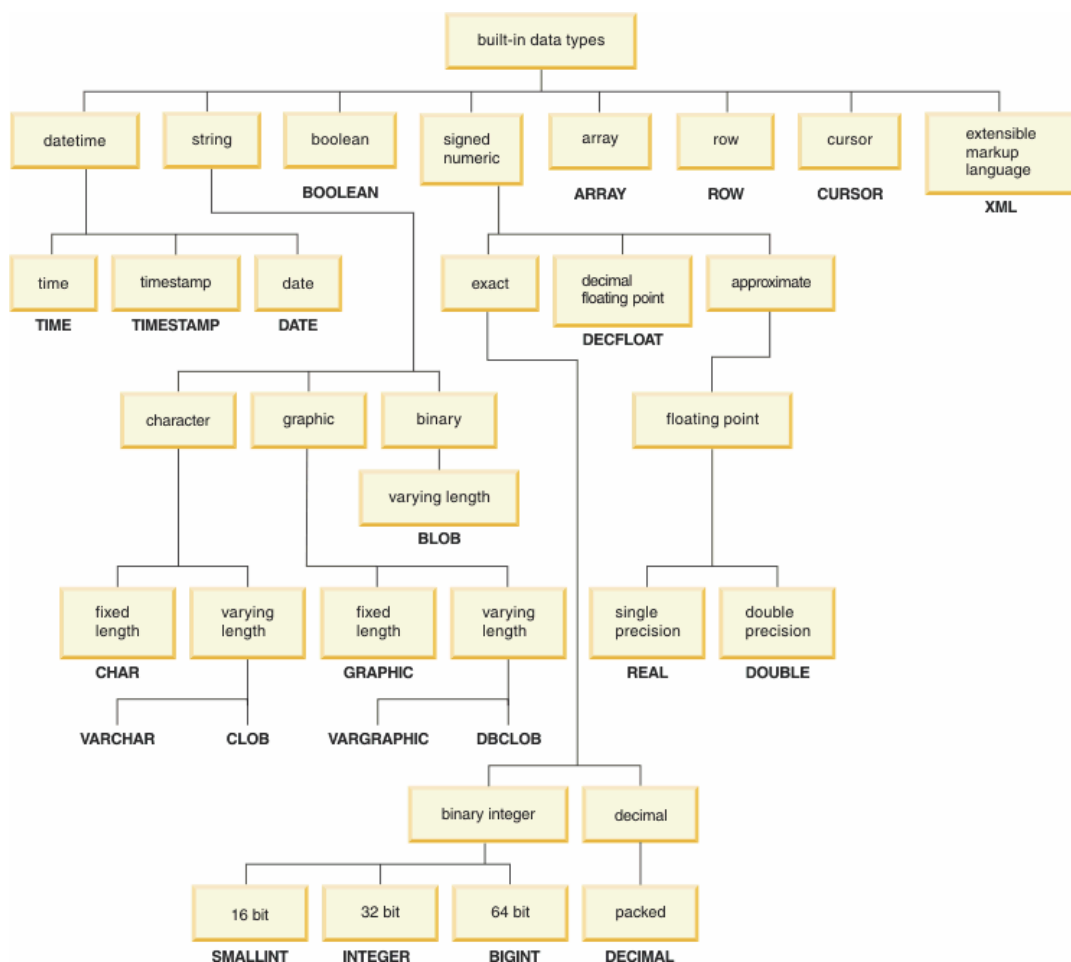 built-in data types
datetime
string
boolean
signed
numeric
array
row
cursor
extensible
markup
language
BOOLEAN
ARRAY
ROW
CURSOR
XML
time
timestamp
date
exact
decimal
floating point
approximate
TIME
TIMESTAMP
DATE
DECFLOAT
character
graphic
binary
floating point
varying length
BLOB
fixed
length
varying
length
fixed
length
varying
length
single
precision
double
precision
CHAR
GRAPHIC
REAL
DOUBLE
VARCHAR
CLOB
VARGRAPHIC
DBCLOB
binary integer
decimal
16 bit
32 bit
64 bit
packed
SMALLINT
INTEGER
BIGINT
DECIMAL